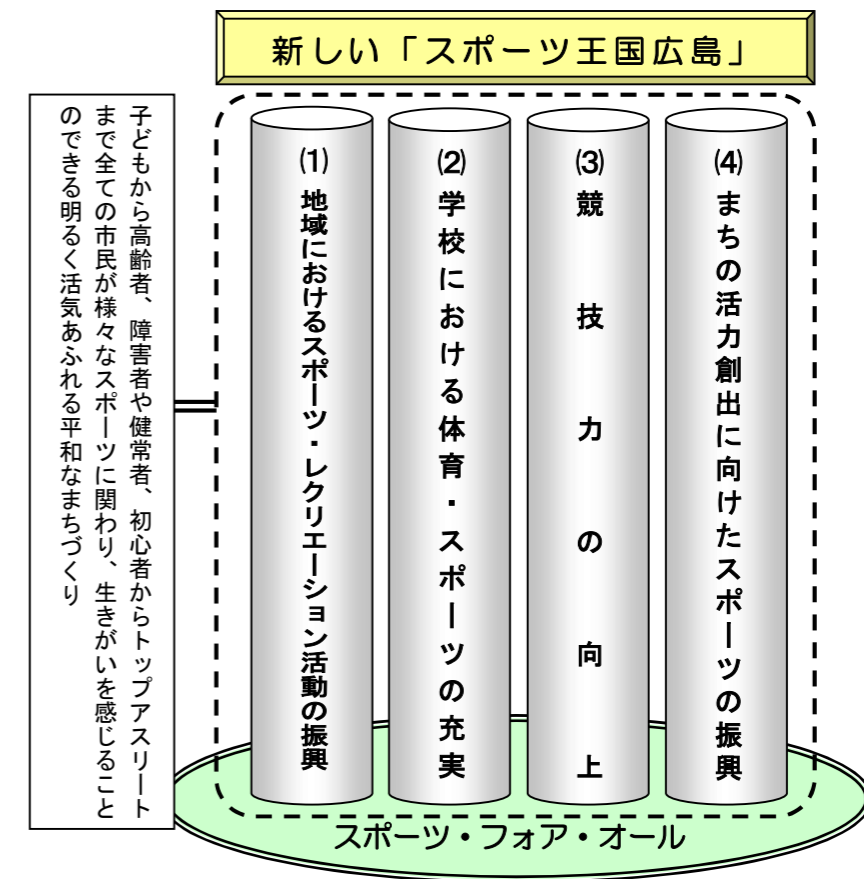 新しい「スポーツ王国広島」
子どもから高齢者、障害者や健常者、初心者からトップアスリート
まで全ての市民が様々なスポーツに関わり、生きがいを感じること
のできる明るく活気あふれる平和なまちづくり
(1)地域におけるスポーツ・レクリエーション活動の振興
(2)学校における体育・スポーツの充実
(3)競技力の向上
(4)まちの活力創出に向けたスポーツの振興
スポーツ・フォア・オール